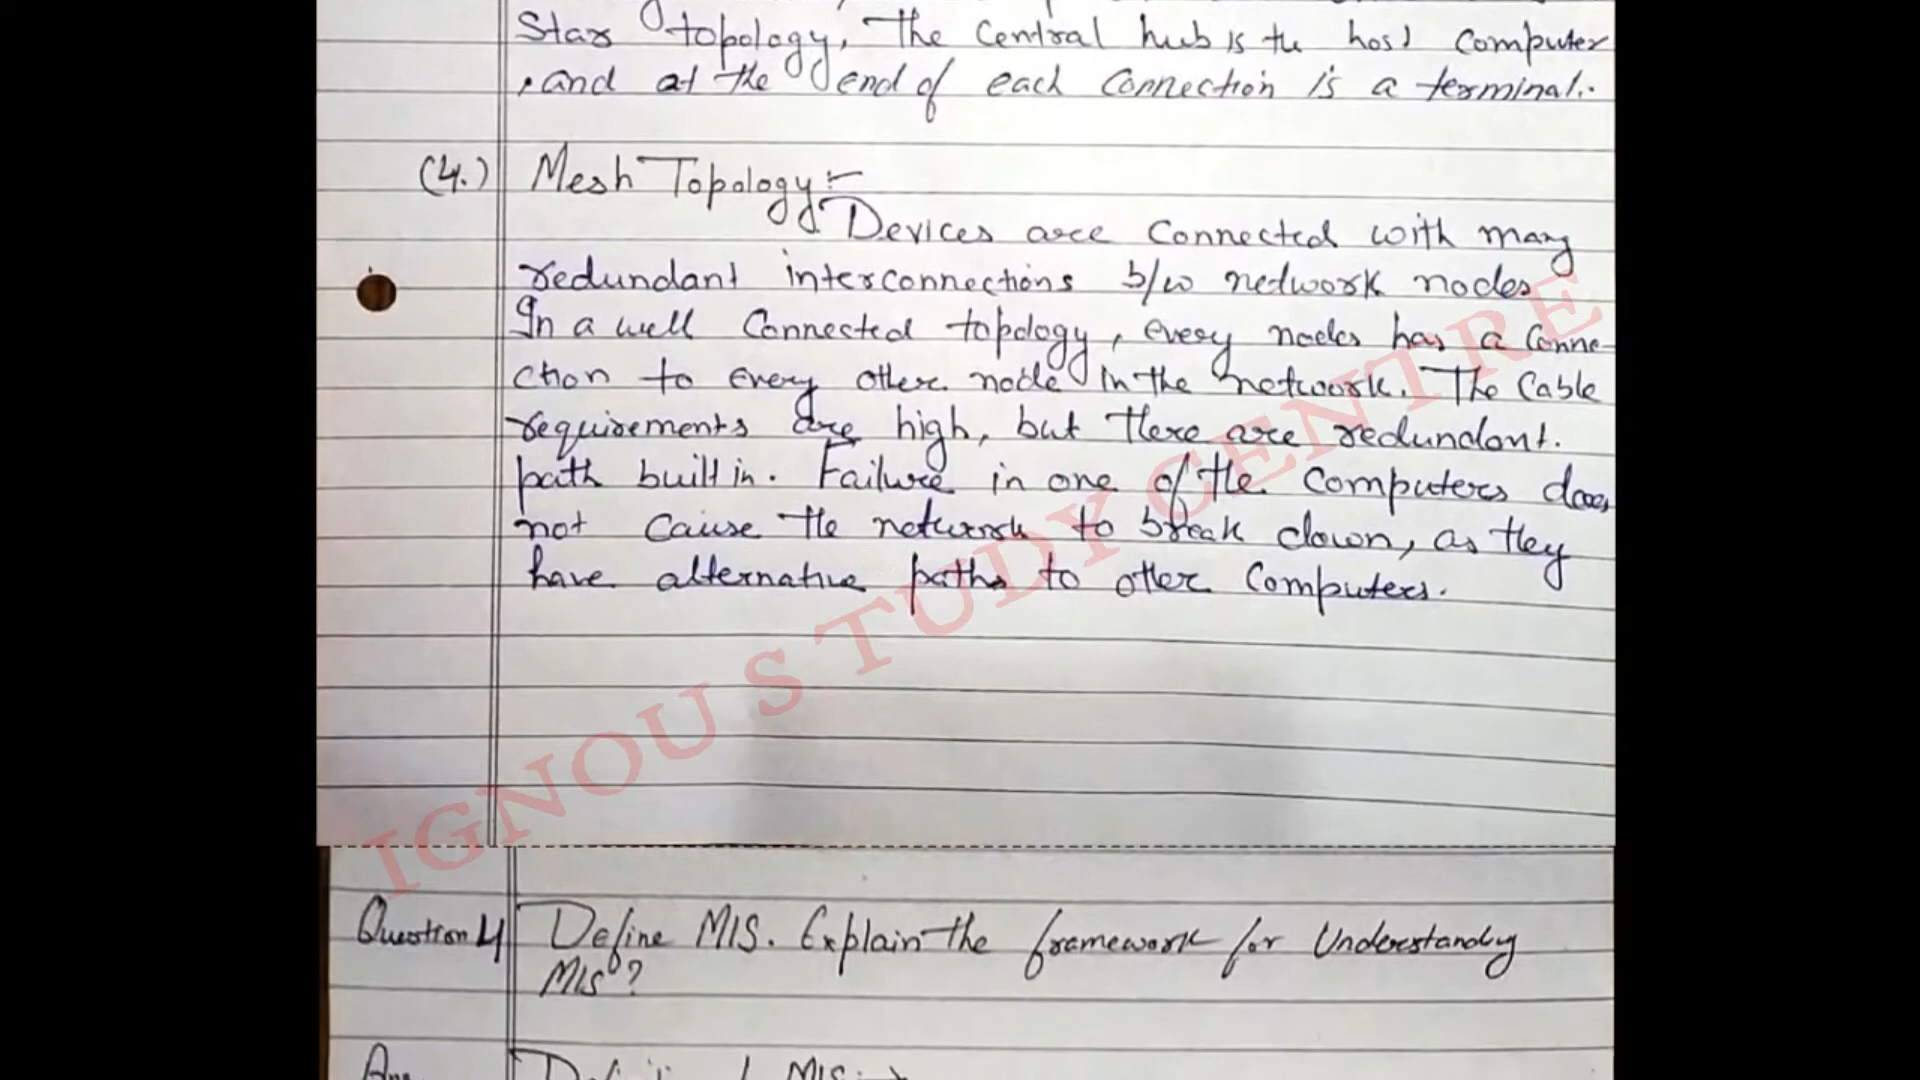 Star topology, The Central hub is the host Computer
, and at the end of each Connection is a terminal.
(4.) Mesh Topology :-
Devices are Connected with many
redundant interconnections b/w network nodes
In a well Connected topology, every nodes has a Conne-
ction to every other node in the network. The Cable
requirements are high, but there are redundant.
path built in. Failure in one of the Computers does
not Cause the network to break down, as they
have alternative paths to other Computers.
IGNOU STUDY CENTRE
Question 4 Define MIS. Explain the framework for Understanding
MIS?
Ans MIS